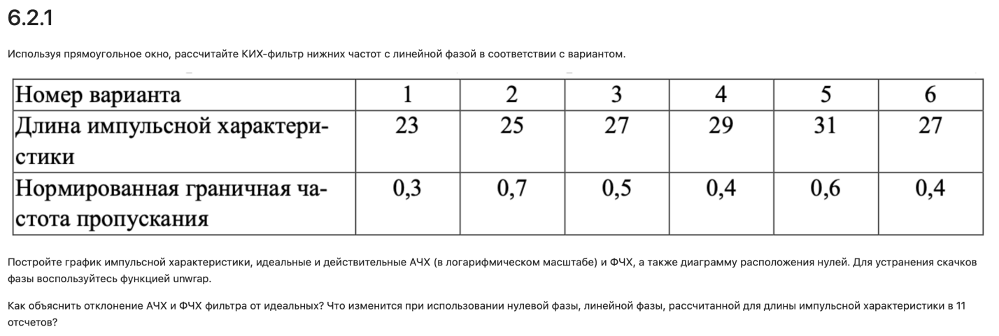 6.2.1
Используя прямоугольное окно, рассчитайте КИХ-фильтр нижних частот с линейной фазой в соответствии с вариантом.
Номер варианта 1 2 3 4 5 6
Длина импульсной характери- 23 25 27 29 31 27
стики
Нормированная граничная ча- 0,3 0,7 0,5 0,4 0,6 0,4
стота пропускания
Постройте график импульсной характеристики, идеальные и действительные АЧХ (в логарифмическом масштабе) и ФЧХ, а также диаграмму расположения нулей. Для устранения скачков
фазы воспользуйтесь функцией unwrap.
Как объяснить отклонение АЧХ и ФЧХ фильтра от идеальных? Что изменится при использовании нулевой фазы, линейной фазы, рассчитанной для длины импульсной характеристики в 11
отсчетов?